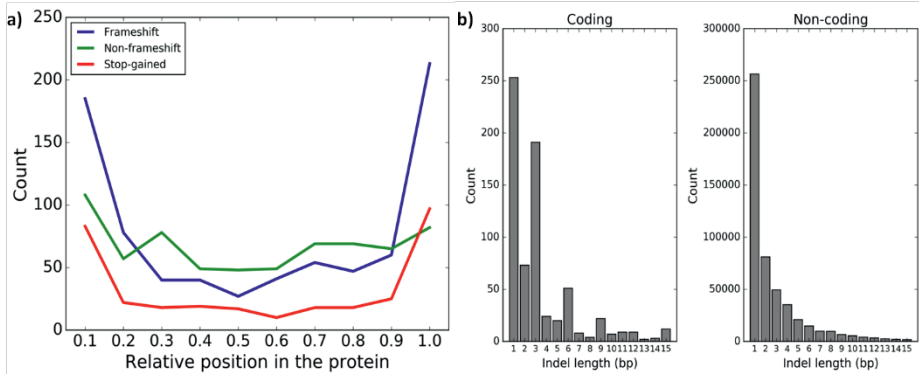 a)
250
200
150
100
50
0
Count
Frameshift
Non-frameshift
Stop-gained
0.1 0.2 0.3 0.4 0.5 0.6 0.7 0.8 0.9 1.0
Relative position in the protein
b)
Coding
300
250
200
150
100
50
0
Count
1 2 3 4 5 6 7 8 9 10 11 12 13 14 15
Indel length (bp)
Non-coding
300000
250000
200000
150000
100000
50000
0
Count
1 2 3 4 5 6 7 8 9 10 11 12 13 14 15
Indel length (bp)